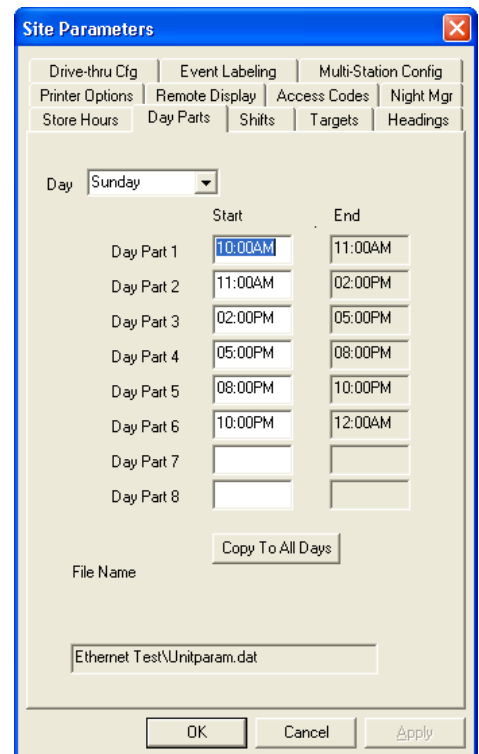 Site Parameters
Drive-thru Cfg Event Labeling Multi-Station Config
Printer Options Remote Display Access Codes Night Mgr
Store Hours Day Parts Shifts Targets Headings
Day Sunday
Start End
Day Part 1 10:00AM 11:00AM
Day Part 2 11:00AM 02:00PM
Day Part 3 02:00PM 05:00PM
Day Part 4 05:00PM 08:00PM
Day Part 5 08:00PM 10:00PM
Day Part 6 10:00PM 12:00AM
Day Part 7
Day Part 8
Copy To All Days
File Name
Ethernet Test\Unitparam.dat
OK Cancel Apply